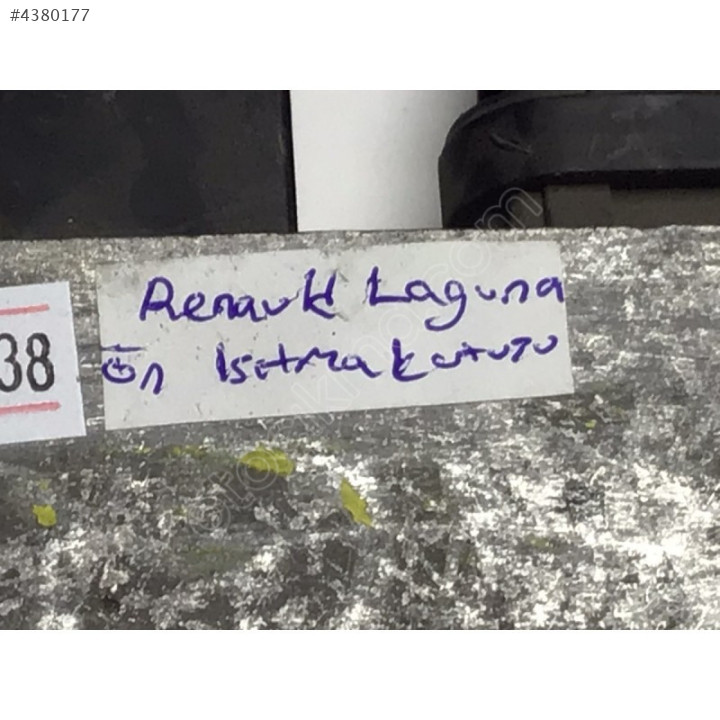 #4380177
Renault Laguna
38
Ön Isıtma kutusu